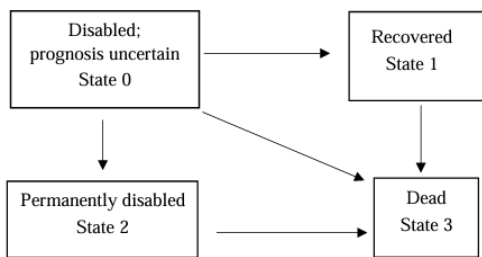 Disabled;
prognosis uncertain
State 0
Recovered
State 1
Permanently disabled
State 2
Dead
State 3